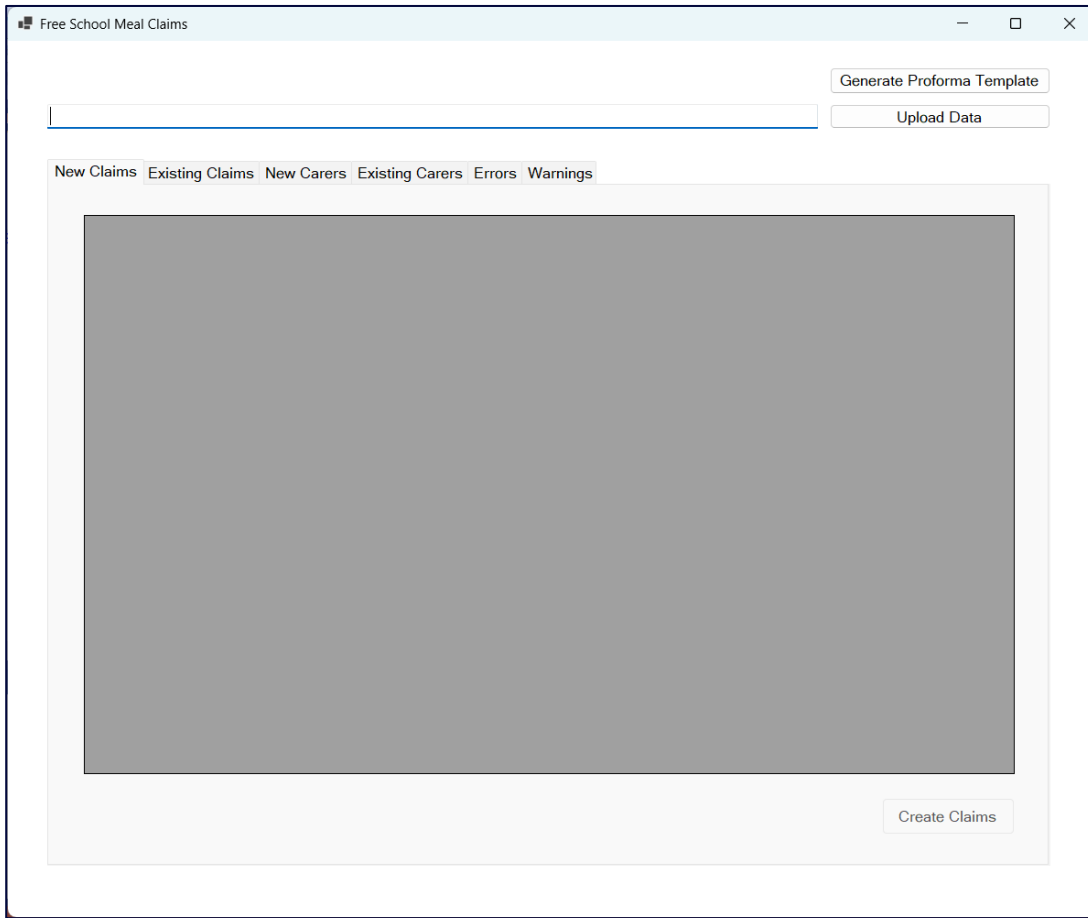 Free School Meal Claims
Generate Proforma Template
Upload Data
New Claims Existing Claims New Carers Existing Carers Errors Warnings
Create Claims